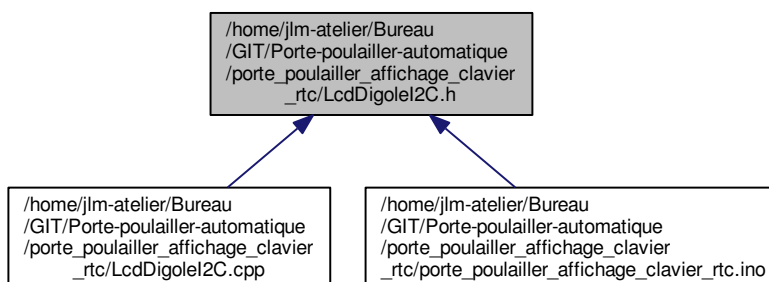 /home/jlm-atelier/Bureau
/GIT/Porte-poulailler-automatique
/porte_poulailler_affichage_clavier
_rtc/LcdDigoleI2C.h
/home/jlm-atelier/Bureau
/GIT/Porte-poulailler-automatique
/porte_poulailler_affichage_clavier
_rtc/LcdDigoleI2C.cpp
/home/jlm-atelier/Bureau
/GIT/Porte-poulailler-automatique
/porte_poulailler_affichage_clavier
_rtc/porte_poulailler_affichage_clavier_rtc.ino